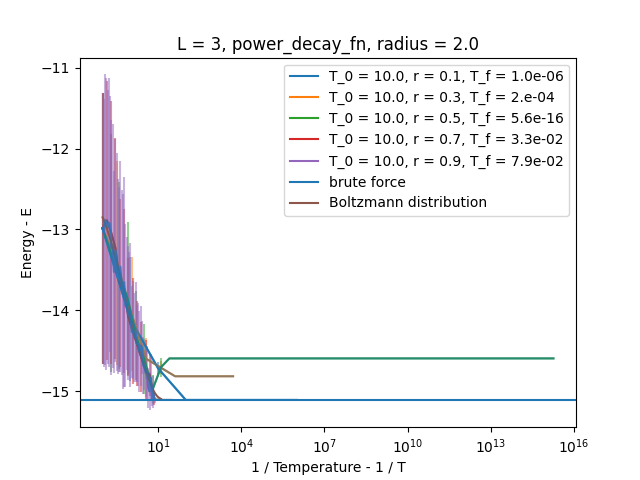 L = 3, power_decay_fn, radius = 2.0
−11
−12
−13
−14
−15
Energy - E
T_0 = 10.0, r = 0.1, T_f = 1.0e-06
T_0 = 10.0, r = 0.3, T_f = 2.e-04
T_0 = 10.0, r = 0.5, T_f = 5.6e-16
T_0 = 10.0, r = 0.7, T_f = 3.3e-02
T_0 = 10.0, r = 0.9, T_f = 7.9e-02
brute force
Boltzmann distribution
10¹ 10⁴ 10⁷ 10¹⁰ 10¹³ 10¹⁶
1 / Temperature - 1 / T